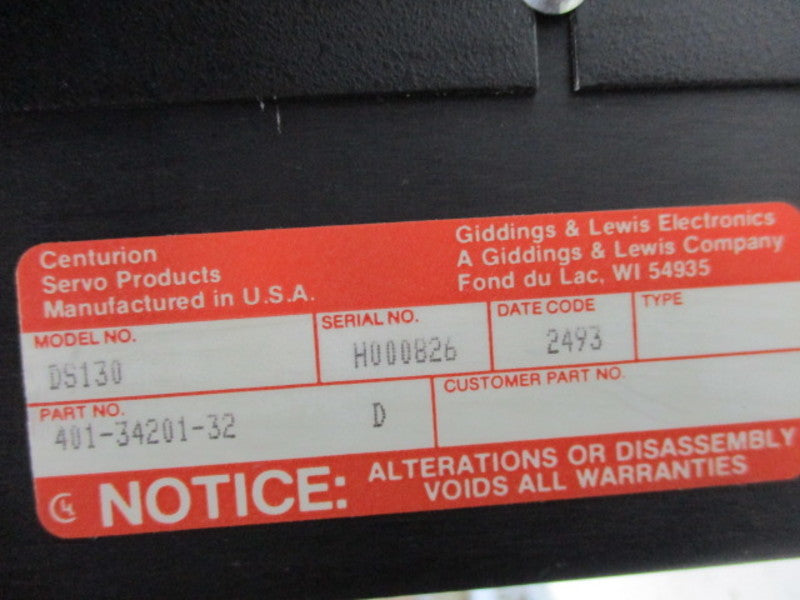 Centurion
Servo Products
Manufactured in U.S.A.
Giddings & Lewis Electronics
A Giddings & Lewis Company
Fond du Lac, WI 54935
MODEL NO.
DS130
SERIAL NO.
H000826
DATE CODE
2493
TYPE
PART NO.
401-34201-32 D
CUSTOMER PART NO.
NOTICE: ALTERATIONS OR DISASSEMBLY
VOIDS ALL WARRANTIES